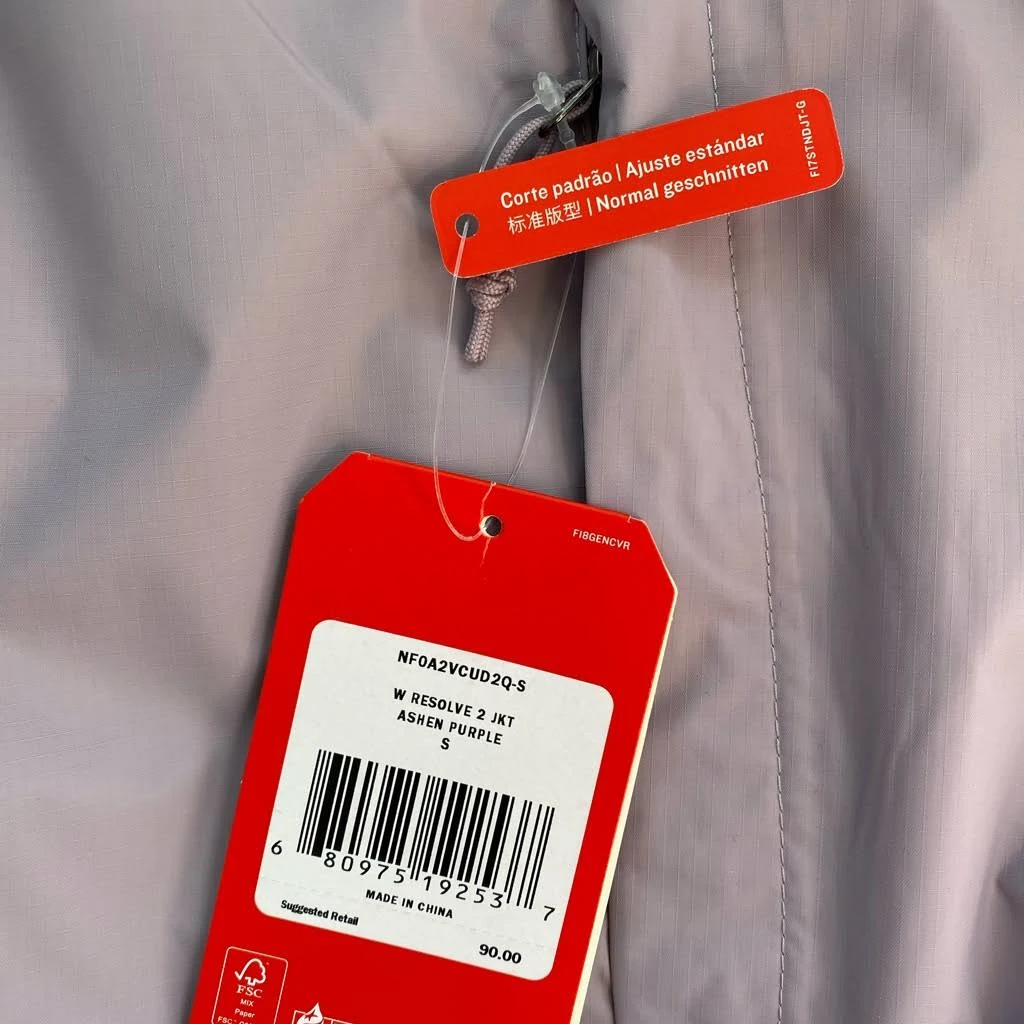 Corte padrão | Ajuste estándar
标准版型 | Normal geschnitten
FI7STNDJT-G
FI8GENCVR
NF0A2VCUD2Q-S
W RESOLVE 2 JKT
ASHEN PURPLE
S
6 80975 19253 7
MADE IN CHINA
Suggested Retail
90.00
FSC
MIX
Paper